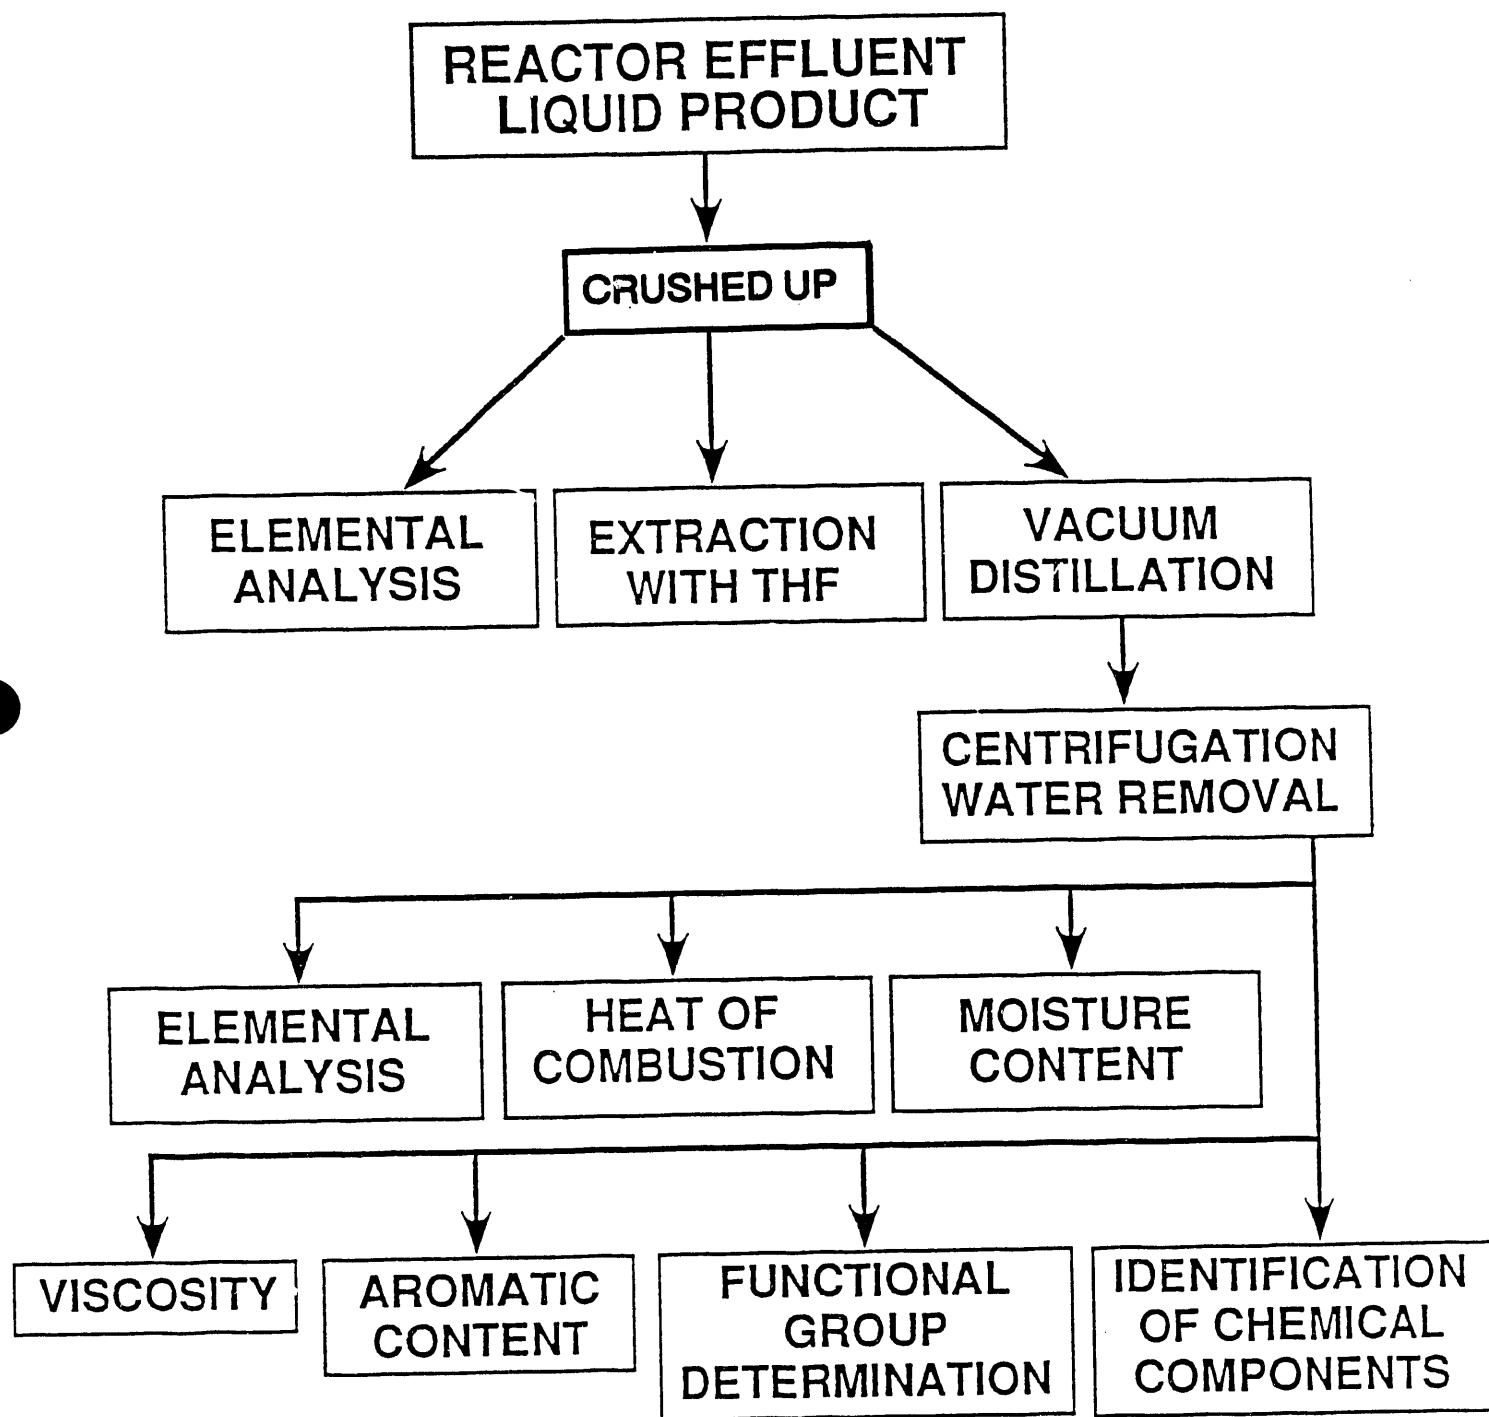 REACTOR EFFLUENT
LIQUID PRODUCT
CRUSHED UP
ELEMENTAL
ANALYSIS
EXTRACTION
WITH THF
VACUUM
DISTILLATION
CENTRIFUGATION
WATER REMOVAL
ELEMENTAL
ANALYSIS
HEAT OF
COMBUSTION
MOISTURE
CONTENT
VISCOSITY
AROMATIC
CONTENT
FUNCTIONAL
GROUP
DETERMINATION
IDENTIFICATION
OF CHEMICAL
COMPONENTS